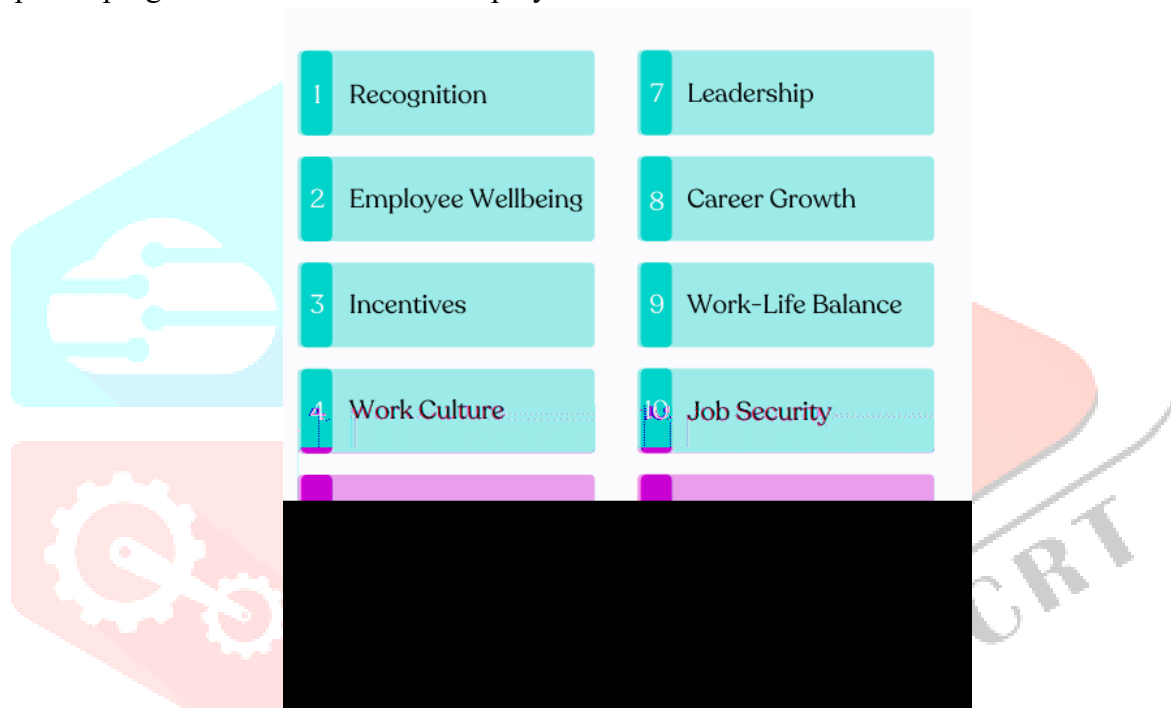 1 Recognition
2 Employee Wellbeing
3 Incentives
4 Work Culture
7 Leadership
8 Career Growth
9 Work-Life Balance
10 Job Security
CRT